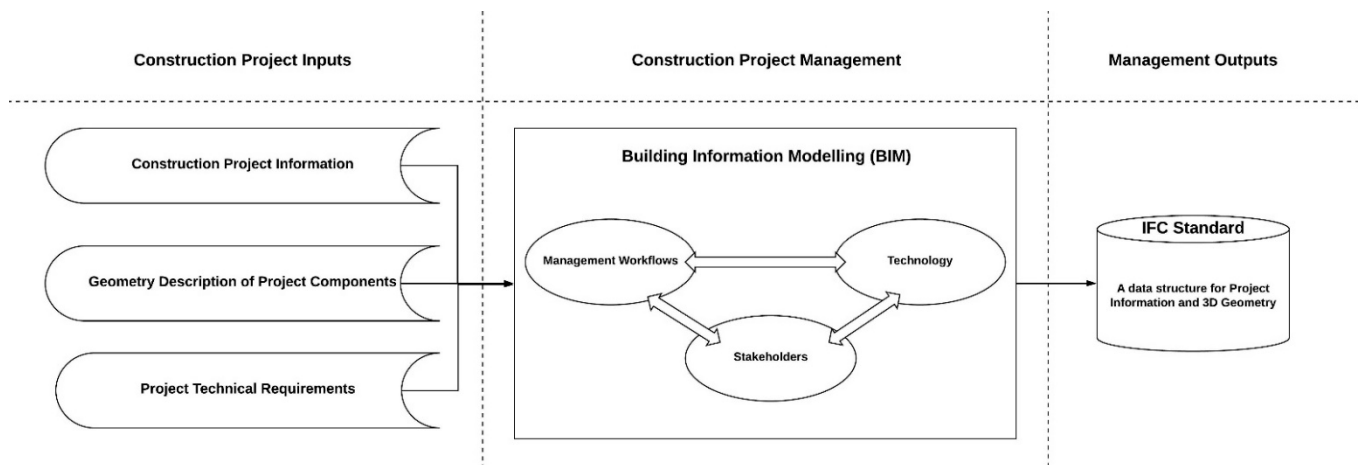 Construction Project Inputs
Construction Project Management
Management Outputs
Construction Project Information
Geometry Description of Project Components
Project Technical Requirements
Building Information Modelling (BIM)
Management Workflows
Technology
Stakeholders
IFC Standard
A data structure for Project
Information and 3D Geometry